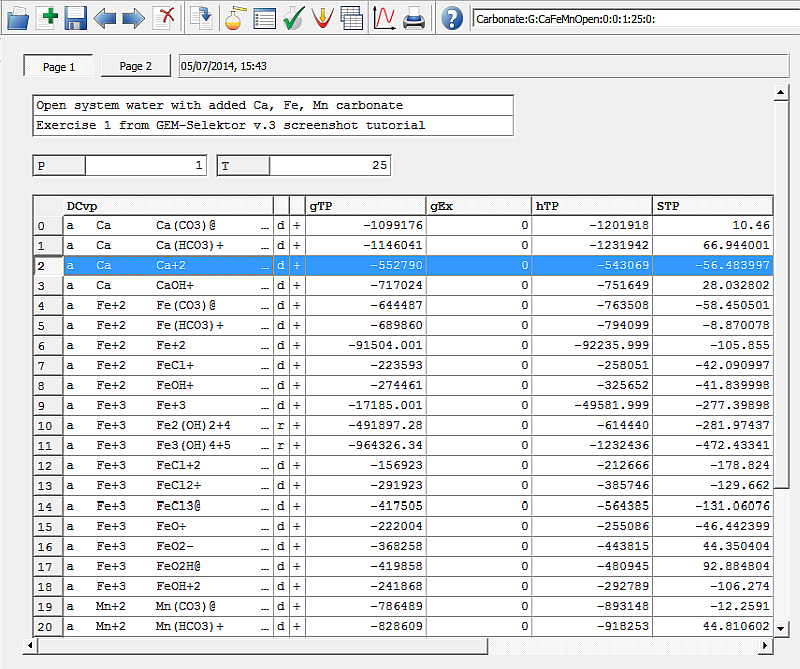 Carbonate:G:CaFeMnOpen:0:0:1:25:0:
Page 1 Page 2 05/07/2014, 15:43
Open system water with added Ca, Fe, Mn carbonate
Exercise 1 from GEM-Selektor v.3 screenshot tutorial
P 1 T 25
DCvp gTP gEx hTP STP
0 a Ca Ca(CO3)@ … d + -1099176 0 -1201918 10.46
1 a Ca Ca(HCO3)+ … d + -1146041 0 -1231942 66.944001
2 a Ca Ca+2 … d + -552790 0 -543069 -56.483997
3 a Ca CaOH+ … d + -717024 0 -751649 28.032802
4 a Fe+2 Fe(CO3)@ … d + -644487 0 -763508 -58.450501
5 a Fe+2 Fe(HCO3)+ … d + -689860 0 -794099 -8.870078
6 a Fe+2 Fe+2 … d + -91504.001 0 -92235.999 -105.855
7 a Fe+2 FeCl+ … d + -223593 0 -258051 -42.090997
8 a Fe+2 FeOH+ … d + -274461 0 -325652 -41.839998
9 a Fe+3 Fe+3 … d + -17185.001 0 -49581.999 -277.39898
10 a Fe+3 Fe2(OH)2+4 … r + -491897.28 0 -614440 -281.97437
11 a Fe+3 Fe3(OH)4+5 … r + -964326.34 0 -1232436 -472.43341
12 a Fe+3 FeCl+2 … d + -156923 0 -212666 -178.824
13 a Fe+3 FeCl2+ … d + -291923 0 -385746 -129.662
14 a Fe+3 FeCl3@ … d + -417505 0 -564385 -131.06076
15 a Fe+3 FeO+ … d + -222004 0 -255086 -46.442399
16 a Fe+3 FeO2- … d + -368258 0 -443815 44.350404
17 a Fe+3 FeO2H@ … d + -419858 0 -480945 92.884804
18 a Fe+3 FeOH+2 … d + -241868 0 -292789 -106.274
19 a Mn+2 Mn(CO3)@ … d + -786489 0 -893148 -12.2591
20 a Mn+2 Mn(HCO3)+ … d + -828609 0 -918253 44.810602